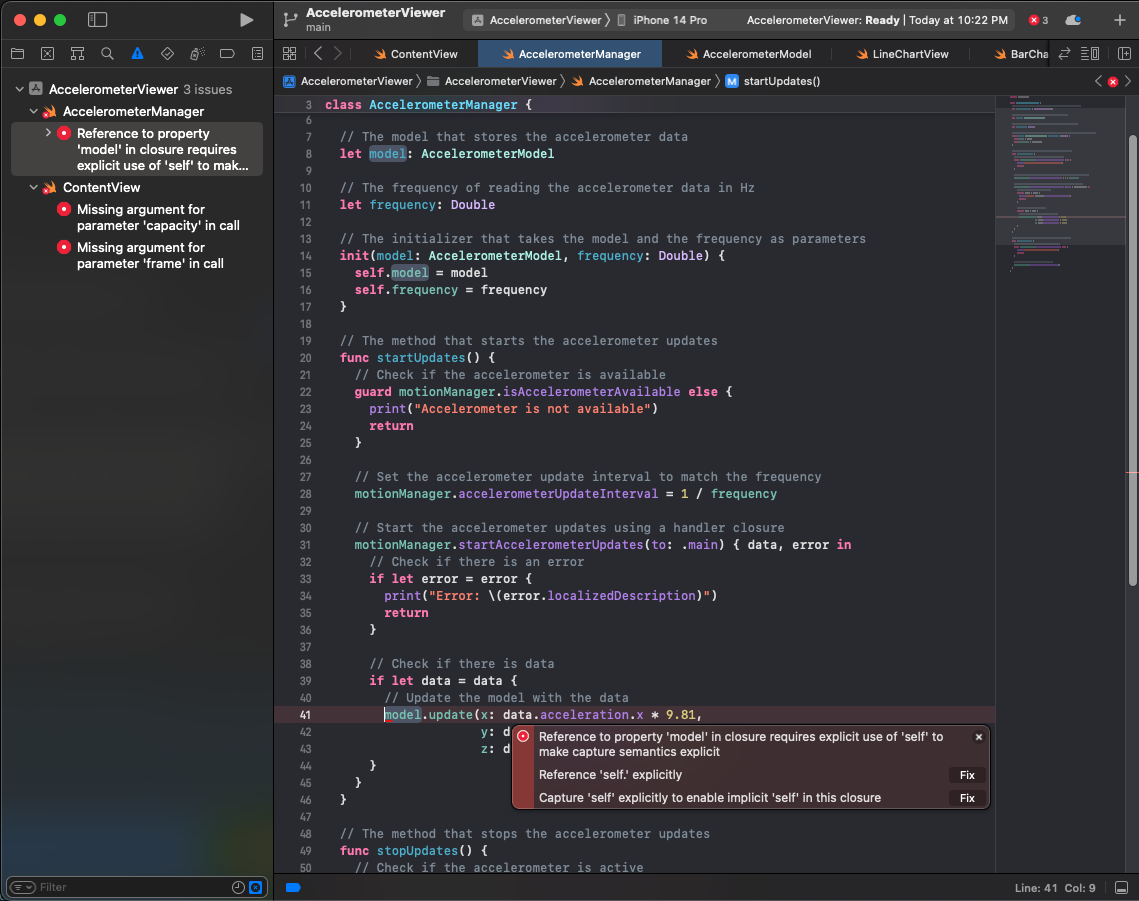 AccelerometerViewer
main
AccelerometerViewer
iPhone 14 Pro
AccelerometerViewer: Ready | Today at 10:22 PM
3
ContentView
AccelerometerManager
AccelerometerModel
LineChartView
BarCha
AccelerometerViewer
AccelerometerViewer
AccelerometerManager
M startUpdates()
AccelerometerViewer 3 issues
AccelerometerManager
Reference to property
'model' in closure requires
explicit use of 'self' to mak...
ContentView
Missing argument for
parameter 'capacity' in call
Missing argument for
parameter 'frame' in call
Filter
3 class AccelerometerManager {
6
7 // The model that stores the accelerometer data
8 let model: AccelerometerModel
9
10 // The frequency of reading the accelerometer data in Hz
11 let frequency: Double
12
13 // The initializer that takes the model and the frequency as parameters
14 init(model: AccelerometerModel, frequency: Double) {
15 self.model = model
16 self.frequency = frequency
17 }
18
19 // The method that starts the accelerometer updates
20 func startUpdates() {
21 // Check if the accelerometer is available
22 guard motionManager.isAccelerometerAvailable else {
23 print("Accelerometer is not available")
24 return
25 }
26
27 // Set the accelerometer update interval to match the frequency
28 motionManager.accelerometerUpdateInterval = 1 / frequency
29
30 // Start the accelerometer updates using a handler closure
31 motionManager.startAccelerometerUpdates(to: .main) { data, error in
32 // Check if there is an error
33 if let error = error {
34 print("Error: \(error.localizedDescription)")
35 return
36 }
37
38 // Check if there is data
39 if let data = data {
40 // Update the model with the data
41 model.update(x: data.acceleration.x * 9.81,
42 y: d
43 z: d
44 }
45 }
46 }
47
48 // The method that stops the accelerometer updates
49 func stopUpdates() {
50 // Check if the accelerometer is active
Reference to property 'model' in closure requires explicit use of 'self' to
make capture semantics explicit
Reference 'self.' explicitly
Fix
Capture 'self' explicitly to enable implicit 'self' in this closure
Fix
Line: 41 Col: 9